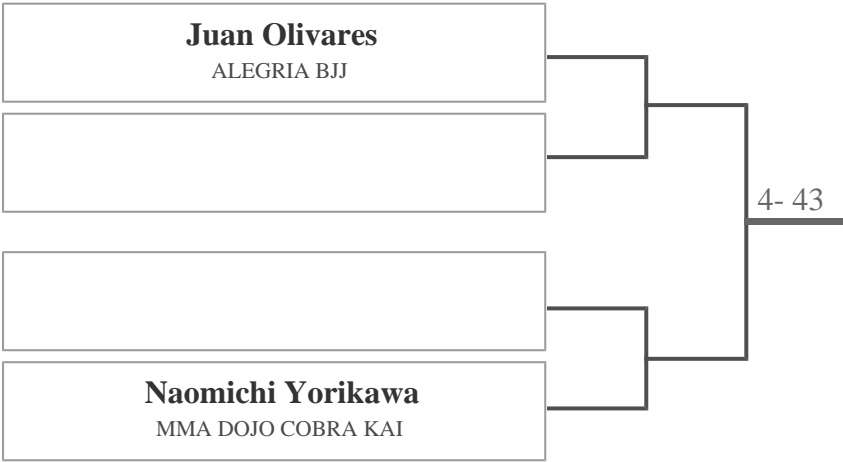 Juan Olivares
ALEGRIA BJJ
4- 43
Naomichi Yorikawa
MMA DOJO COBRA KAI